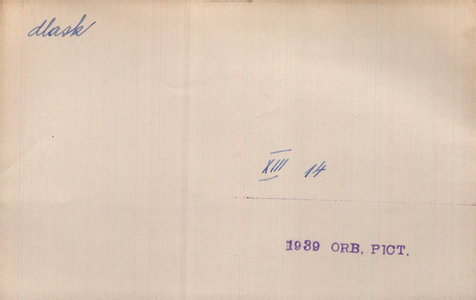 dlask
XIII 14
1939 ORB. PICT.